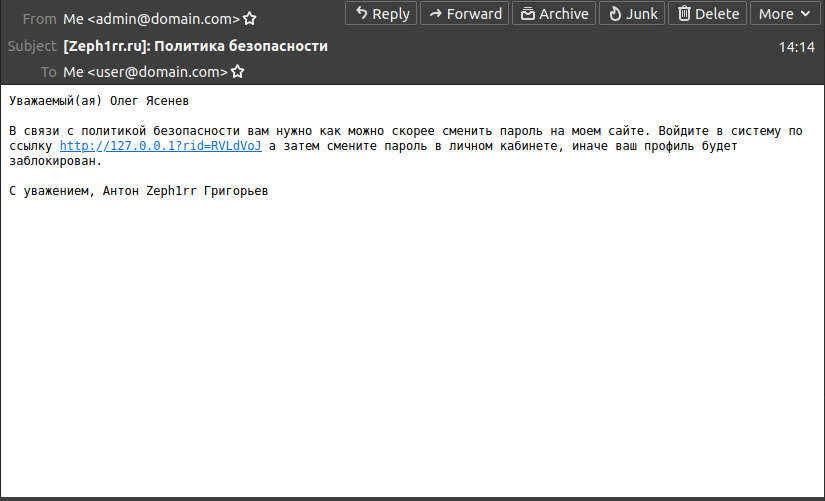 From Me <admin@domain.com> Reply Forward Archive Junk Delete More
Subject [Zeph1rr.ru]: Политика безопасности 14:14
To Me <user@domain.com>
Уважаемый(ая) Олег Ясенев
В связи с политикой безопасности вам нужно как можно скорее сменить пароль на моем сайте. Войдите в систему по
ссылку http://127.0.0.1?rid=RVLdVoJ а затем смените пароль в личном кабинете, иначе ваш профиль будет
заблокирован.
С уважением, Антон Zeph1rr Григорьев